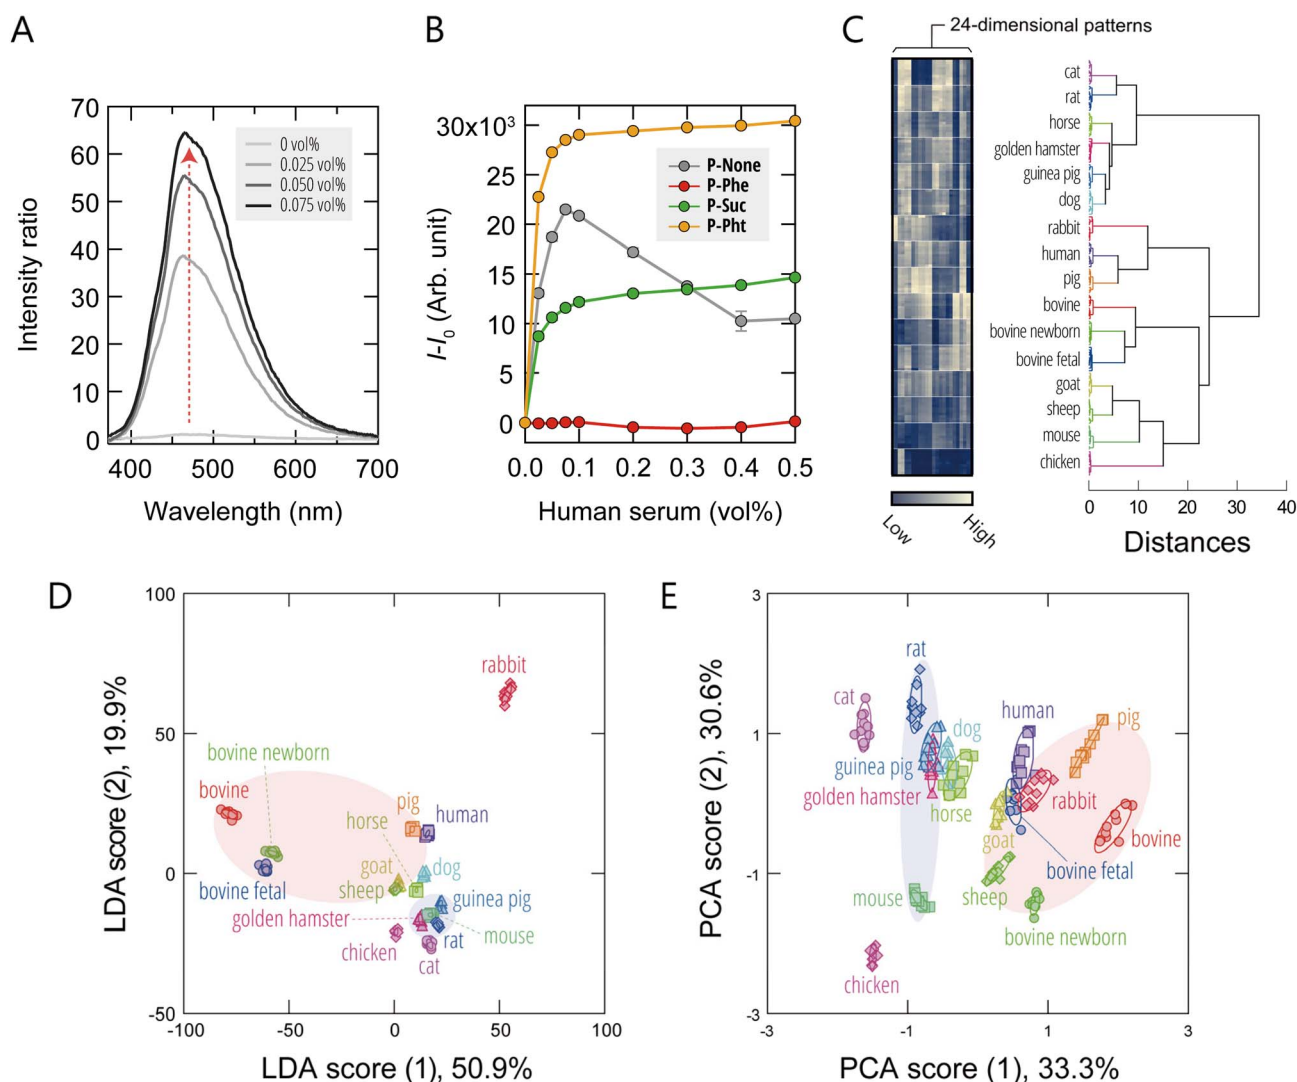 A
70
60
50
40
30
20
10
0
Intensity ratio
0 vol%
0.025 vol%
0.050 vol%
0.075 vol%
400 500 600 700
Wavelength (nm)
B
30x10³
25
20
15
10
5
0
I-I₀ (Arb. unit)
P-None
P-Phe
P-Suc
P-Pht
0.0 0.1 0.2 0.3 0.4 0.5
Human serum (vol%)
C
24-dimensional patterns
cat
rat
horse
golden hamster
guinea pig
dog
rabbit
human
pig
bovine
bovine newborn
bovine fetal
goat
sheep
mouse
chicken
Low High
0 10 20 30 40
Distances
D
100
50
0
-50
LDA score (2), 19.9%
rabbit
bovine newborn
bovine
pig
human
horse
goat
dog
bovine fetal
sheep
guinea pig
golden hamster
mouse
rat
chicken
cat
-100 -50 0 50 100
LDA score (1), 50.9%
E
3
1
-1
-3
PCA score (2), 30.6%
rat
cat
human
pig
dog
guinea pig
golden hamster
rabbit
horse
bovine
goat
bovine fetal
mouse
sheep
bovine newborn
chicken
-3 -1 1 3
PCA score (1), 33.3%